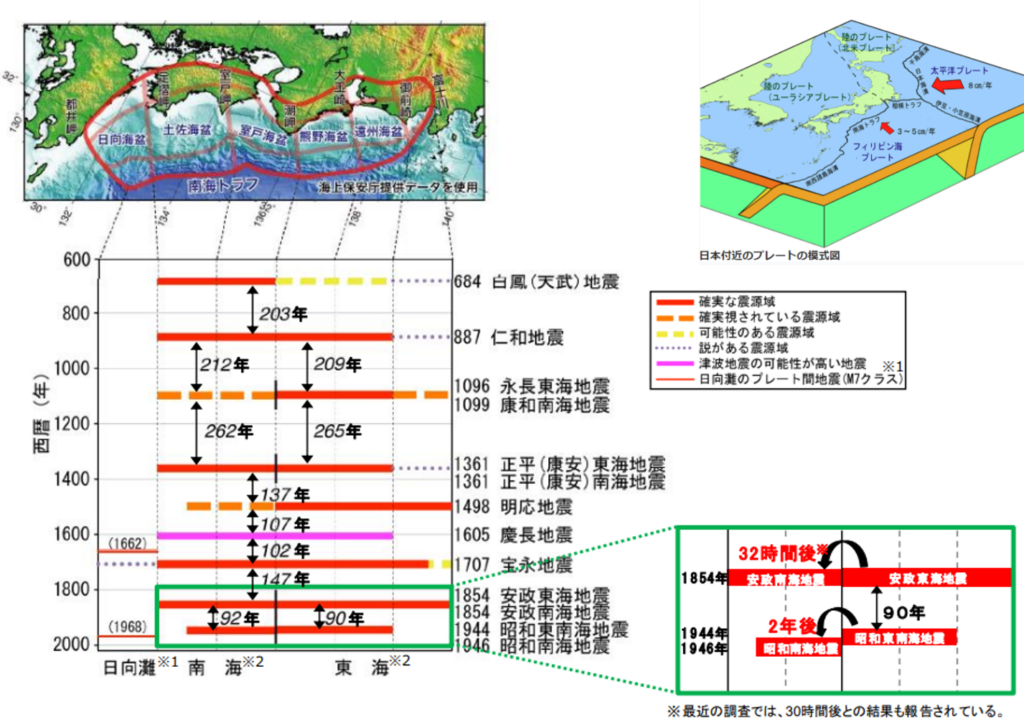 都井岬
足摺岬
室戸岬
潮岬
大王崎
御前崎
富士川
日向海盆
土佐海盆
室戸海盆
熊野海盆
遠州海盆
南海トラフ
海上保安庁提供データを使用
32°
130°
30°
132°
134°
136°
138°
140°
陸のプレート
（北米プレート）
陸のプレート
（ユーラシアプレート）
千島海溝
日本海溝
太平洋プレート
8㎝/年
相模トラフ
伊豆・小笠原海溝
南海トラフ
3～5㎝/年
フィリピン海
プレート
南西諸島海溝
日本付近のプレートの模式図
西暦（年）
600
800
1000
1200
1400
1600
1800
2000
203年
212年
209年
262年
265年
137年
107年
102年
147年
92年
90年
(1662)
(1968)
684 白鳳（天武）地震
887 仁和地震
1096 永長東海地震
1099 康和南海地震
1361 正平（康安）東海地震
1361 正平（康安）南海地震
1498 明応地震
1605 慶長地震
1707 宝永地震
1854 安政東海地震
1854 安政南海地震
1944 昭和東南海地震
1946 昭和南海地震
日向灘※1 南 海※2 東 海※2
確実な震源域
確実視されている震源域
可能性のある震源域
説がある震源域
津波地震の可能性が高い地震
日向灘のプレート間地震(M7クラス)
※1
32時間後※
1854年
安政南海地震
安政東海地震
90年
2年後
1944年
1946年
昭和東南海地震
昭和南海地震
※最近の調査では、30時間後との結果も報告されている。